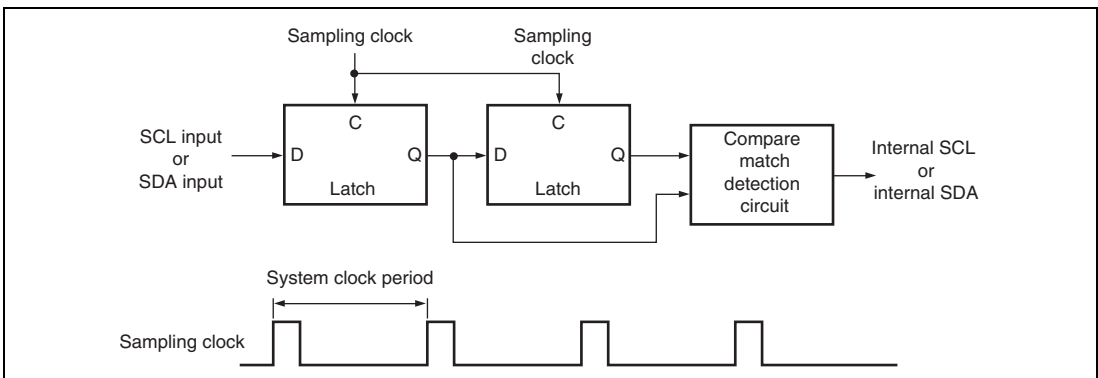 Sampling clock
Sampling
clock
SCL input
or
SDA input
C
D
Q
Latch
C
D
Q
Latch
Compare
match
detection
circuit
Internal SCL
or
internal SDA
System clock period
Sampling clock